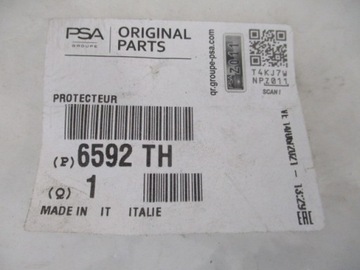 PSA
GROUPE
ORIGINAL
PARTS
qr.groupe-psa.com
T4KJ7W
NPZ011
SCAN!
PROTECTEUR
(P) 6592 TH
(Q) 1
MADE IN IT ITALIE
EAC